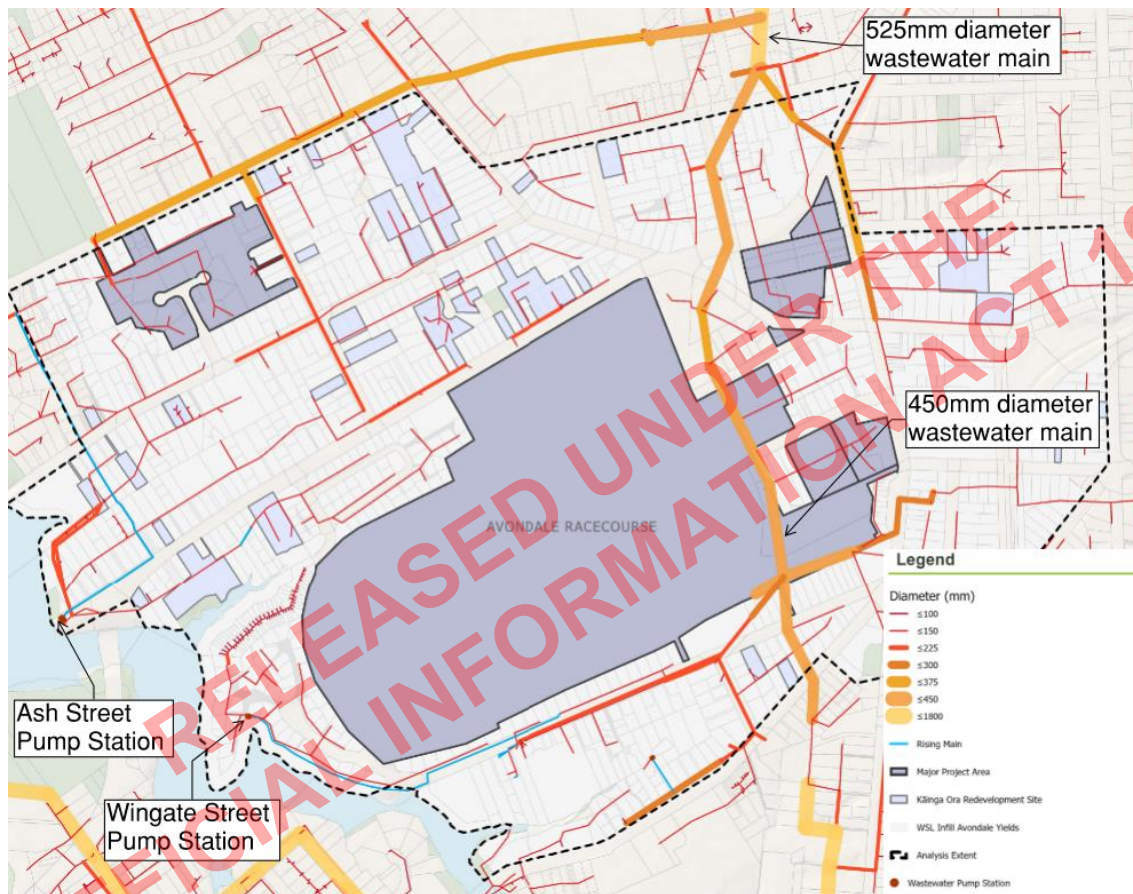 525mm diameter
wastewater main
450mm diameter
wastewater main
AVONDALE RACECOURSE
RELEASED UNDER THE
OFFICIAL INFORMATION ACT 19
Ash Street
Pump Station
Wingate Street
Pump Station
Legend
Diameter (mm)
≤100
≤150
≤225
≤300
≤375
≤450
≤1800
Rising Main
Major Project Area
Kāinga Ora Redevelopment Site
WSL Infill Avondale Yields
Analysis Extent
Wastewater Pump Station